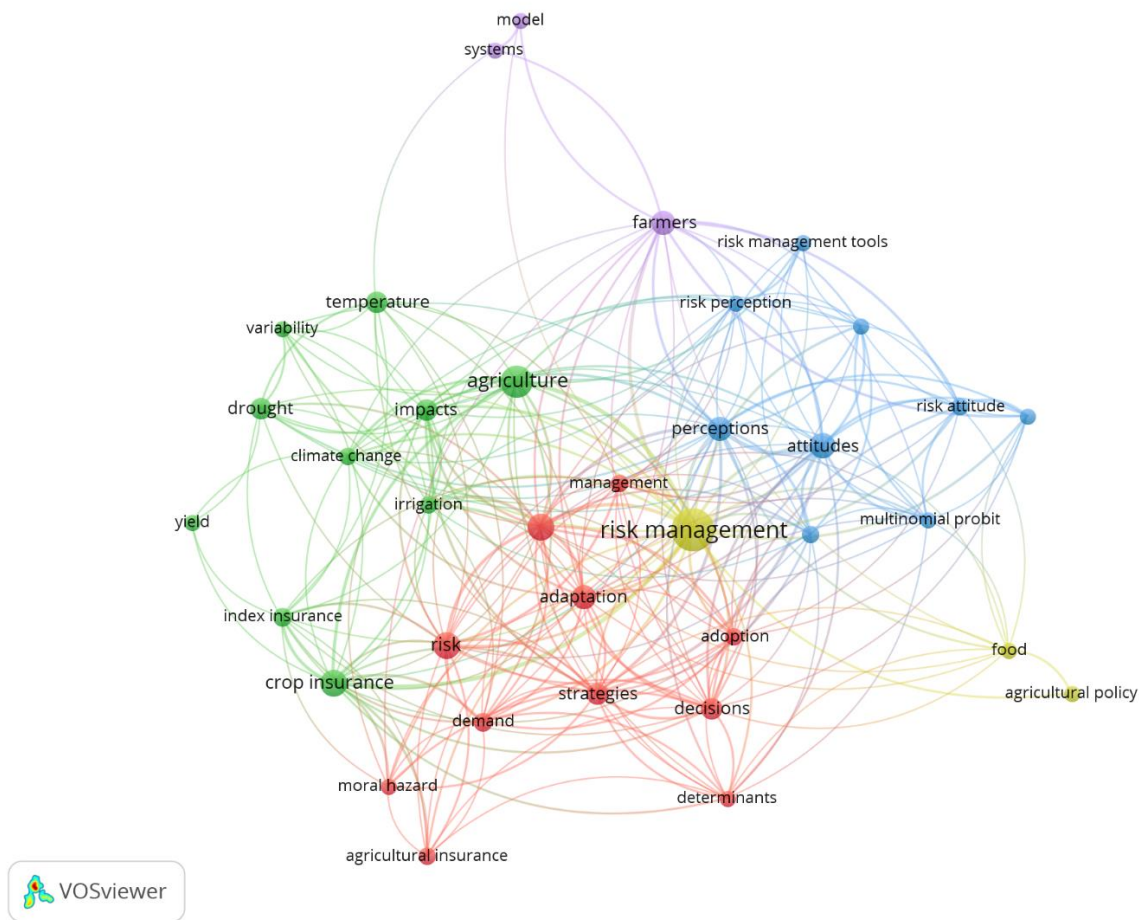 model
systems
farmers
risk management tools
temperature
risk perception
variability
agriculture
risk attitude
drought
impacts
perceptions
attitudes
climate change
management
irrigation
multinomial probit
yield
risk management
adaptation
index insurance
adoption
risk
food
crop insurance
strategies
agricultural policy
decisions
demand
moral hazard
determinants
agricultural insurance
VOSviewer